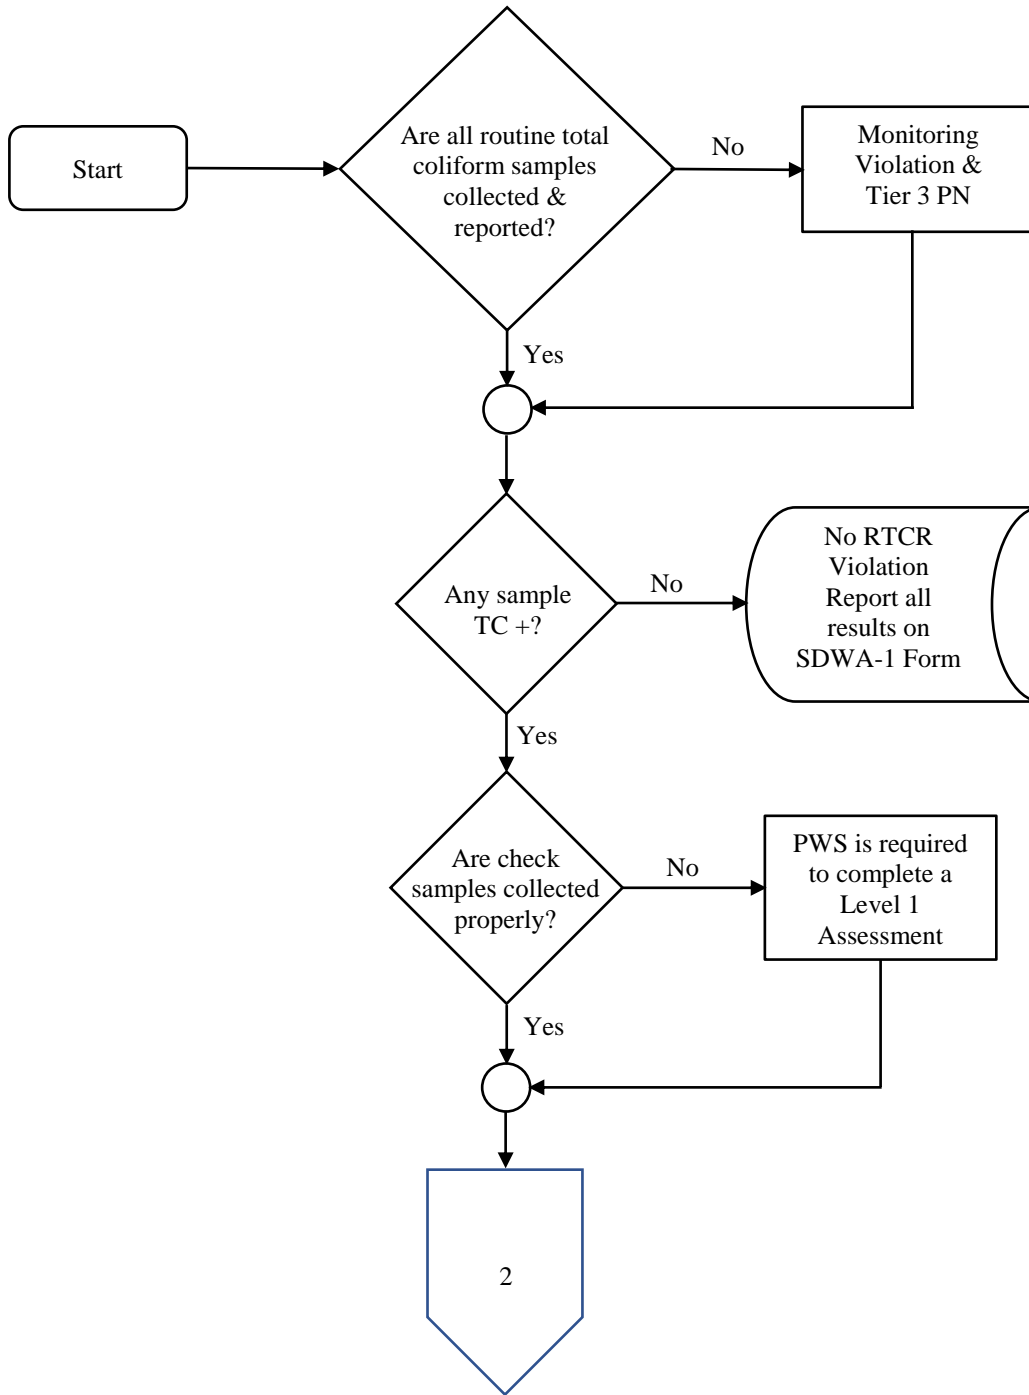 Start
Are all routine total
coliform samples
collected &
reported?
No
Monitoring
Violation &
Tier 3 PN
Yes
Any sample
TC +?
No
No RTCR
Violation
Report all
results on
SDWA-1 Form
Yes
Are check
samples collected
properly?
No
PWS is required
to complete a
Level 1
Assessment
Yes
2